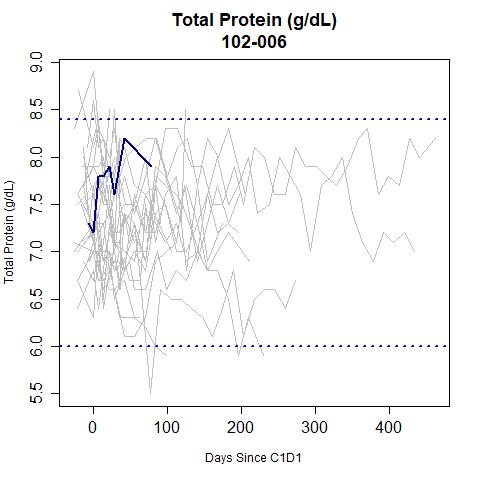 Total Protein (g/dL)
102-006
Total Protein (g/dL)
9.0
8.5
8.0
7.5
7.0
6.5
6.0
5.5
0 100 200 300 400
Days Since C1D1